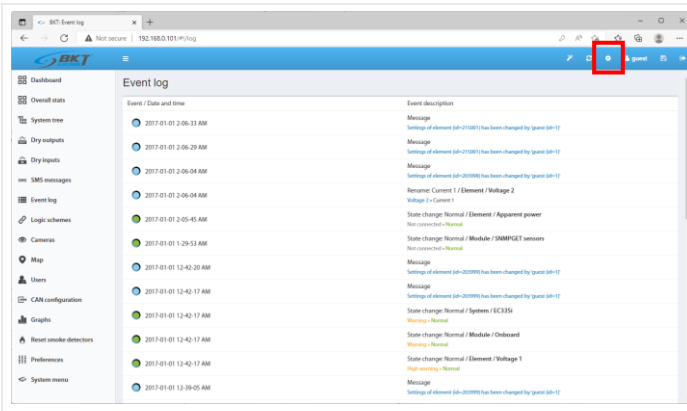 BKT: Event log
Not secure | 192.168.0.101/#!/log
BKT
guest
Dashboard
Overall stats
System tree
Dry outputs
Dry inputs
SMS messages
Event log
Logic schemes
Cameras
Map
Users
CAN configuration
Graphs
Reset smoke detectors
Preferences
System menu
Event log
Event / Date and time
Event description
2017-01-01 2-06-33 AM
Message
Settings of element (id=211001) has been changed by 'guest (id=1)'
2017-01-01 2-06-29 AM
Message
Settings of element (id=211001) has been changed by 'guest (id=1)'
2017-01-01 2-06-04 AM
Message
Settings of element (id=203999) has been changed by 'guest (id=1)'
2017-01-01 2-06-04 AM
Rename: Current 1 / Element / Voltage 2
Voltage 2 » Current 1
2017-01-01 2-05-45 AM
State change: Normal / Element / Apparent power
Not connected » Normal
2017-01-01 1-29-53 AM
State change: Normal / Module / SNMPGET sensors
Not connected » Normal
2017-01-01 12-42-20 AM
Message
Settings of element (id=203999) has been changed by 'guest (id=1)'
2017-01-01 12-42-17 AM
Message
Settings of element (id=203999) has been changed by 'guest (id=1)'
2017-01-01 12-42-17 AM
State change: Normal / System / EC335i
Warning » Normal
2017-01-01 12-42-17 AM
State change: Normal / Module / Onboard
Warning » Normal
2017-01-01 12-42-17 AM
State change: Normal / Element / Voltage 1
High warning » Normal
2017-01-01 12-39-05 AM
Message
Settings of element (id=203999) has been changed by 'guest (id=1)'